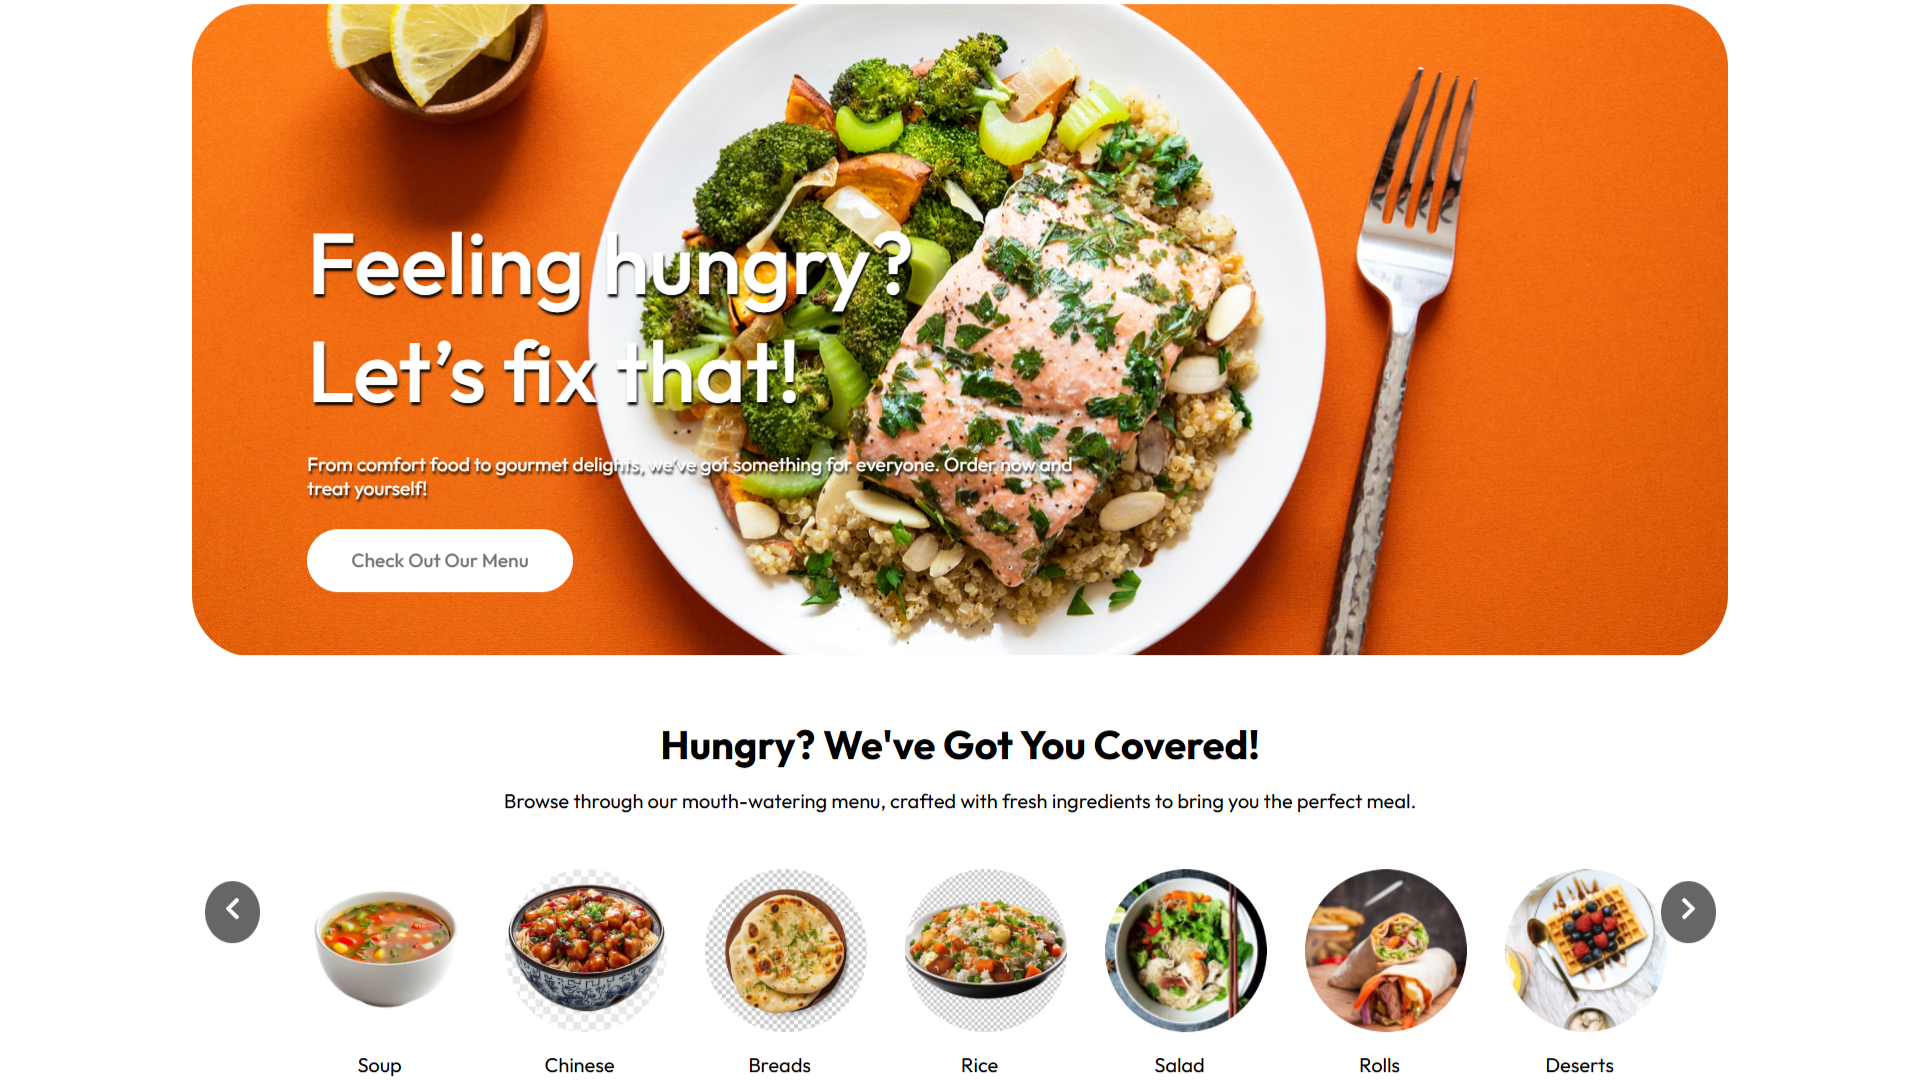 Feeling hungry?
Let’s fix that!
From comfort food to gourmet delights, we've got something for everyone. Order now and
treat yourself!
Check Out Our Menu
Hungry? We've Got You Covered!
Browse through our mouth-watering menu, crafted with fresh ingredients to bring you the perfect meal.
Soup
Chinese
Breads
Rice
Salad
Rolls
Deserts